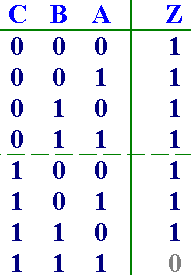 C B A Z
0 0 0 1
0 0 1 1
0 1 0 1
0 1 1 1
1 0 0 1
1 0 1 1
1 1 0 1
1 1 1 0